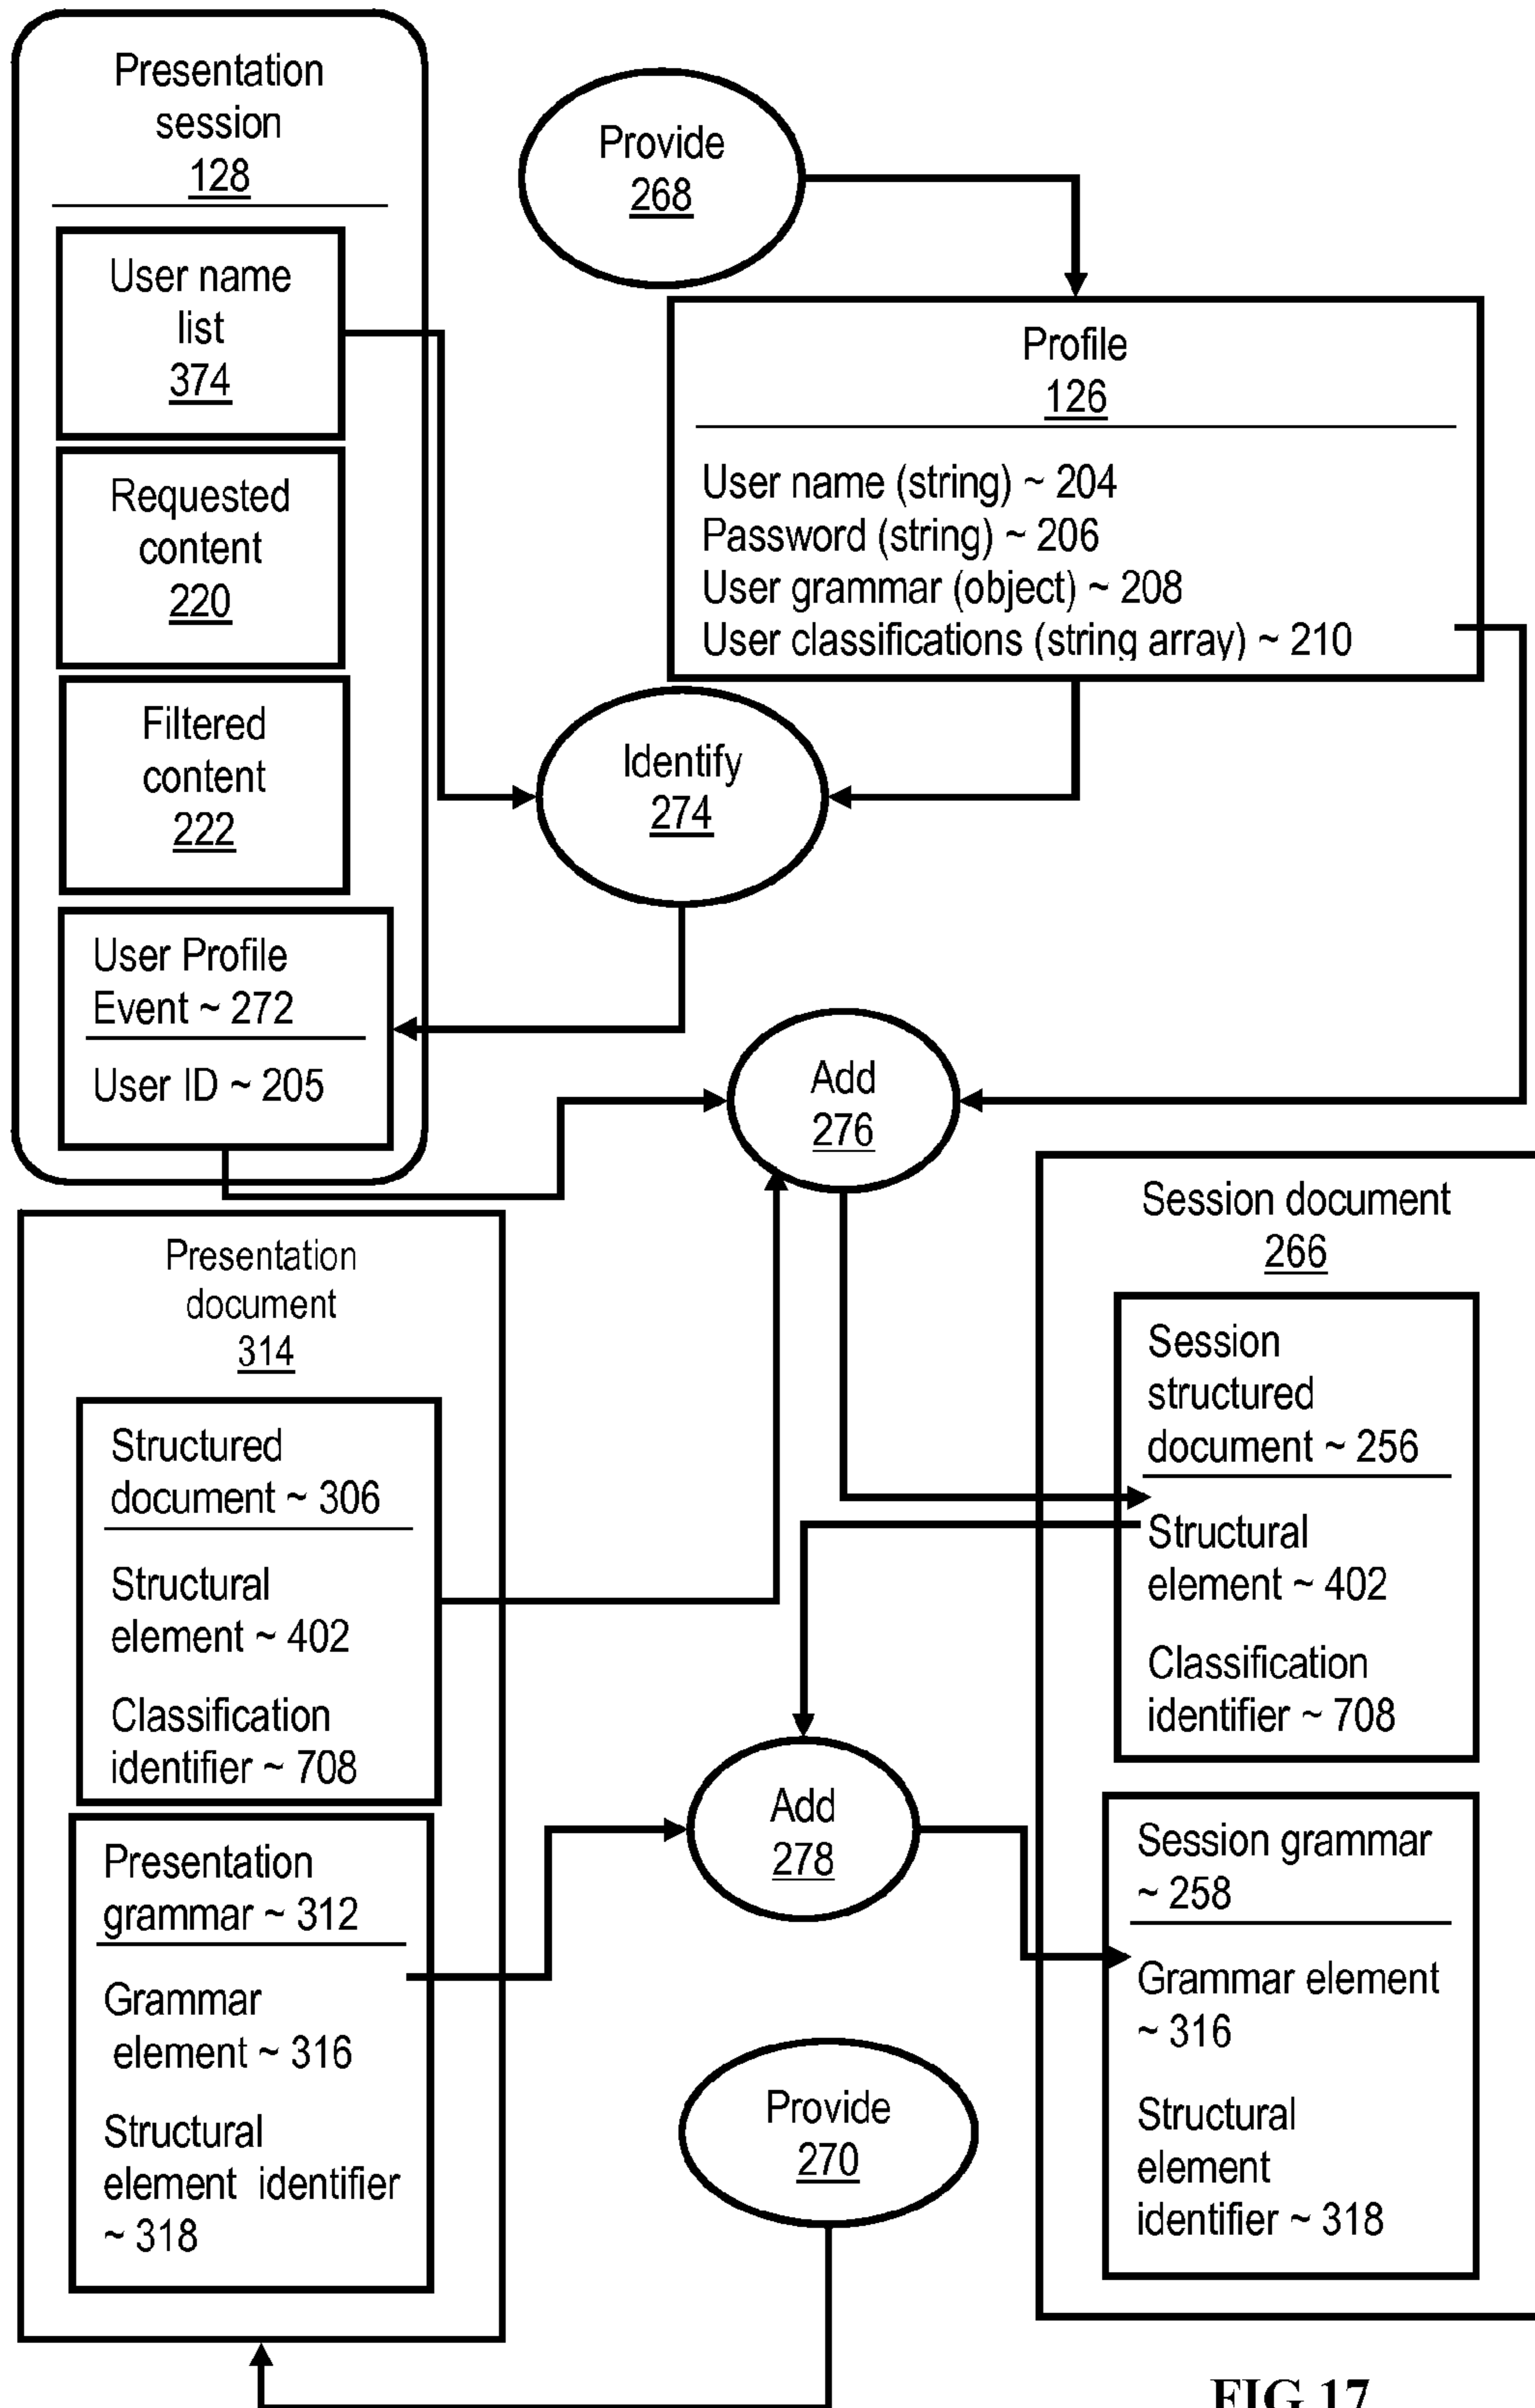 Presentation
session
128
User name
list
374
Requested
content
220
Filtered
content
222
User Profile
Event ~ 272
User ID ~ 205
Provide
268
Profile
126
User name (string) ~ 204
Password (string) ~ 206
User grammar (object) ~ 208
User classifications (string array) ~ 210
Identify
274
Add
276
Presentation
document
314
Structured
document ~ 306
Structural
element ~ 402
Classification
identifier ~ 708
Presentation
grammar ~ 312
Grammar
element ~ 316
Structural
element identifier
~ 318
Add
278
Provide
270
Session document
266
Session
structured
document ~ 256
Structural
element ~ 402
Classification
identifier ~ 708
Session grammar
~ 258
Grammar element
~ 316
Structural
element
identifier ~ 318
FIG 17